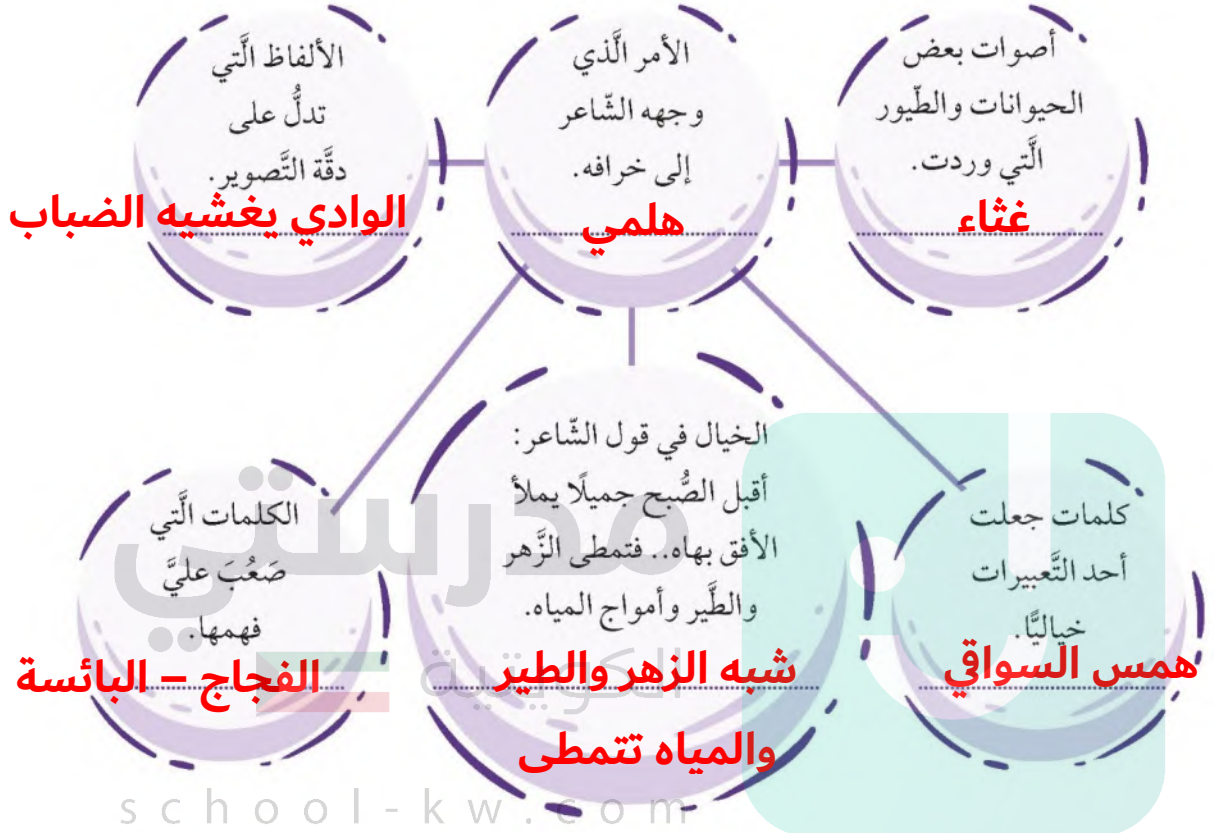 أصوات بعض
الحيوانات والطّيور
الَّتي وردت.
غثاء
الأمر الَّذي
وجهه الشّاعر
إلى خرافه.
هلمي
الألفاظ الَّتي
تدلُّ على
دقَّة التَّصوير.
الوادي يغشيه الضباب
كلمات جعلت
أحد التَّعبيرات
خياليًّا.
همس السواقي
الخيال في قول الشّاعر:
أقبل الصُّبح جميلًا يملأ
الأفق بهاه.. فتمطى الزَّهر
والطَّير وأمواج المياه.
شبه الزهر والطير
والمياه تتمطى
الكلمات الَّتي
صَعُبَ عليَّ
فهمها.
الفجاج – البائسة
مدرستي
الكويتية
school-kw.com